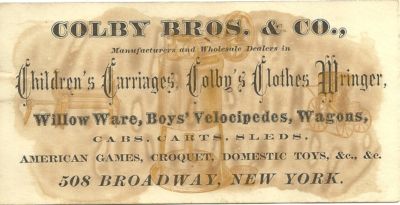 COLBY BROS. & CO.,
Manufacturers and Wholesale Dealers in
Children's Carriages, Colby's Clothes Wringer,
Willow Ware, Boys' Velocipedes, Wagons,
CABS, CARTS, SLEDS,
AMERICAN GAMES, CROQUET, DOMESTIC TOYS, &c., &c.
508 BROADWAY, NEW YORK.